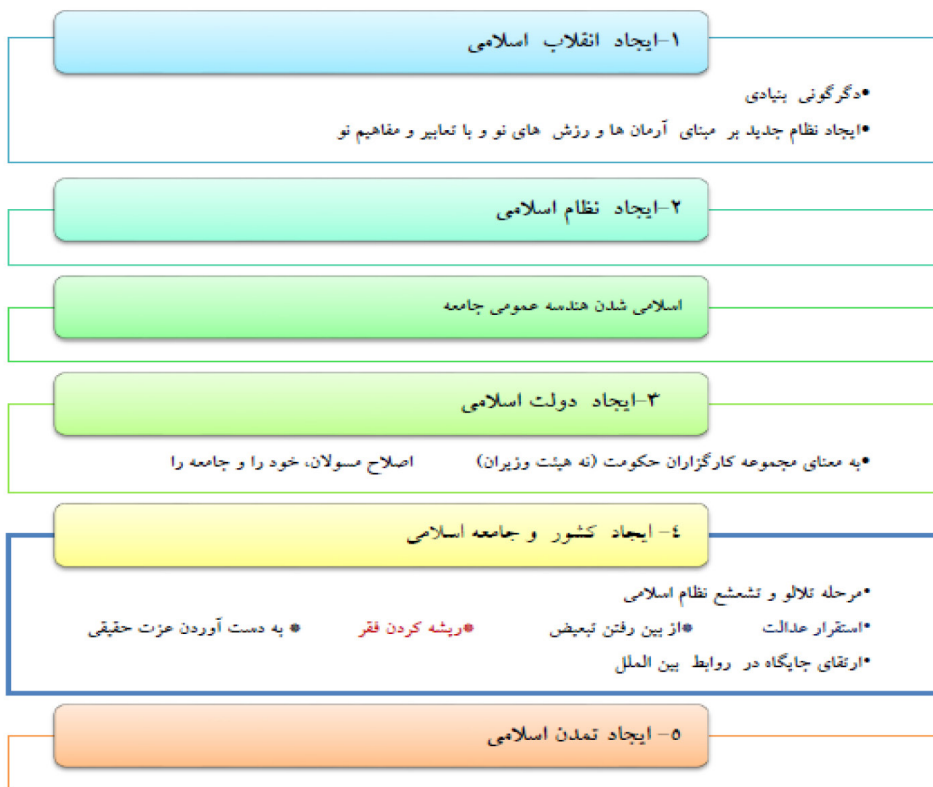 ۱-ایجاد انقلاب اسلامی
•دگرگونی بنیادی
•ایجاد نظام جدید بر مبنای آرمان ها و رزش های نو و با تعابیر و مفاهیم نو
۲-ایجاد نظام اسلامی
اسلامی شدن هندسه عمومی جامعه
۳-ایجاد دولت اسلامی
•به معنای مجموعه کارگزاران حکومت (نه هیئت وزیران) اصلاح مسولان، خود را و جامعه را
٤- ایجاد کشور و جامعه اسلامی
•مرحله تلالو و تشعشع نظام اسلامی
•استقرار عدالت *از بین رفتن تبعیض *ریشه کردن فقر * به دست آوردن عزت حقیقی
•ارتقای جایگاه در روابط بین الملل
٥- ایجاد تمدن اسلامی